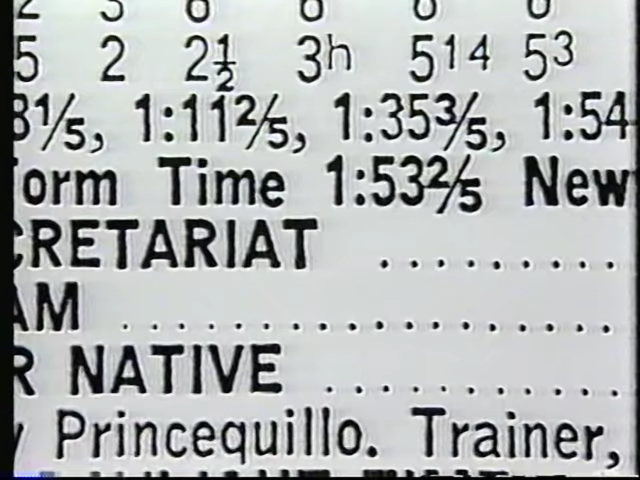 5 2 2½ 3h 514 53
3⅕, 1:11⅖, 1:35⅗, 1:54
orm Time 1:53⅖ New
CRETARIAT ..........
AM ..................
R NATIVE ............
y Princequillo. Trainer,